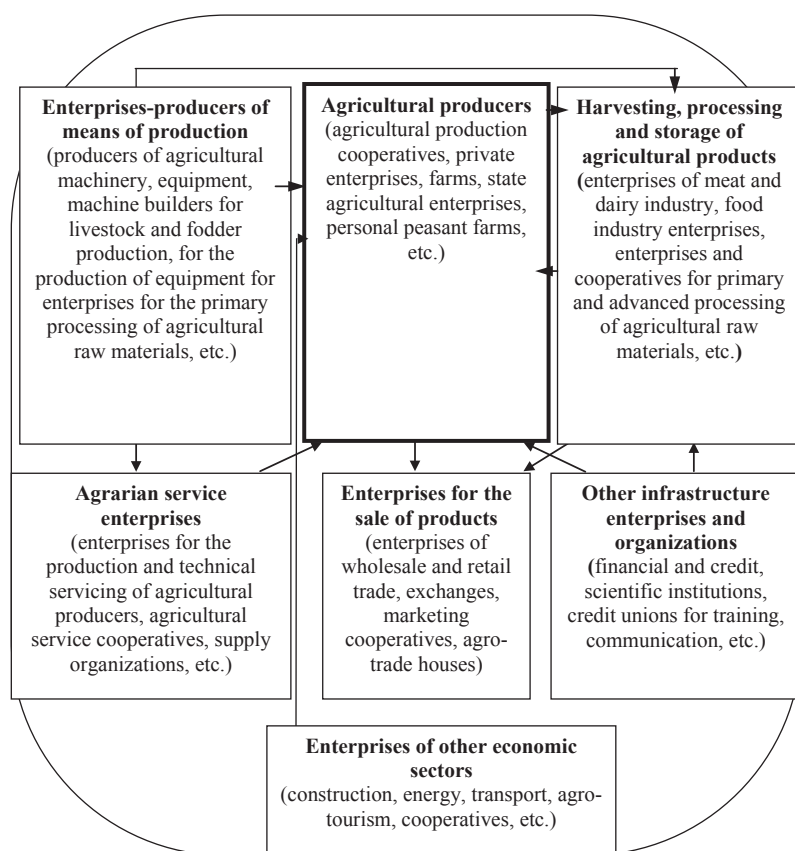 Enterprises-producers of
means of production
(producers of agricultural
machinery, equipment,
machine builders for
livestock and fodder
production, for the
production of equipment for
enterprises for the primary
processing of agricultural
raw materials, etc.)
Agricultural producers
(agricultural production
cooperatives, private
enterprises, farms, state
agricultural enterprises,
personal peasant farms,
etc.)
Harvesting, processing
and storage of
agricultural products
(enterprises of meat and
dairy industry, food
industry enterprises,
enterprises and
cooperatives for primary
and advanced processing
of agricultural raw
materials, etc.)
Agrarian service
enterprises
(enterprises for the
production and technical
servicing of agricultural
producers, agricultural
service cooperatives, supply
organizations, etc.)
Enterprises for the
sale of products
(enterprises of
wholesale and retail
trade, exchanges,
marketing
cooperatives, agro-
trade houses)
Other infrastructure
enterprises and
organizations
(financial and credit,
scientific institutions,
credit unions for training,
communication, etc.)
Enterprises of other economic
sectors
(construction, energy, transport, agro-
tourism, cooperatives, etc.)